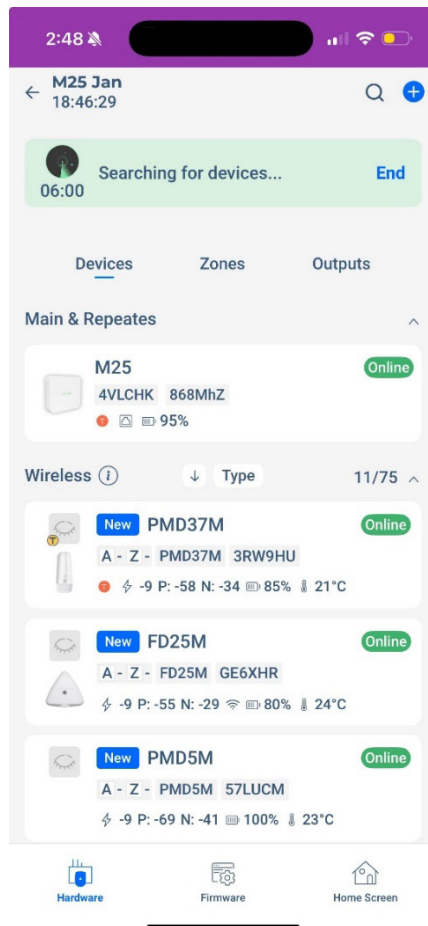 2:48
M25 Jan
18:46:29
06:00 Searching for devices... End
Devices Zones Outputs
Main & Repeates
M25 Online
4VLCHK 868MhZ
T 95%
Wireless i ↓ Type 11/75
New PMD37M Online
T A - Z - PMD37M 3RW9HU
T -9 P: -58 N: -34 85% 21°C
New FD25M Online
A - Z - FD25M GE6XHR
-9 P: -55 N: -29 80% 24°C
New PMD5M Online
A - Z - PMD5M 57LUCM
-9 P: -69 N: -41 100% 23°C
Hardware Firmware Home Screen